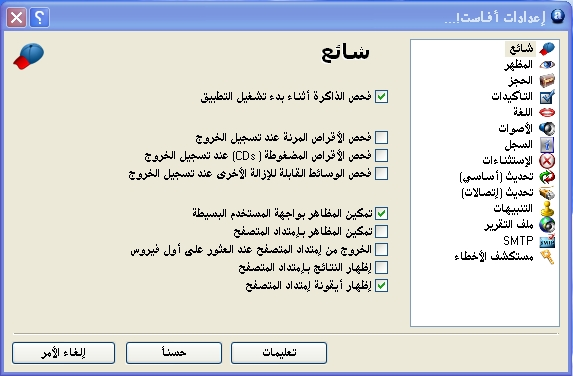 إعدادات أفاست!...
شائع
المظهر
الحجز
التأكيدات
اللغة
الأصوات
السجل
الإستثناءات
تحديث (أساسي)
تحديث (إتصالات)
التنبيهات
ملف التقرير
SMTP
مستكشف الأخطاء
شائع
فحص الذاكرة أثناء بدء تشغيل التطبيق
فحص الأقراص المرنة عند تسجيل الخروج
فحص الأقراص المضغوطة (CDs) عند تسجيل الخروج
فحص الوسائط القابلة للإزالة الأخرى عند تسجيل الخروج
تمكين المظاهر بواجهة المستخدم البسيطة
تمكين المظاهر بإمتداد المتصفح
الخروج من إمتداد المتصفح عند العثور على أول فيروس
إظهار النتائج بإمتداد المتصفح
إظهار أيقونة إمتداد المتصفح
تعليمات
حسناً
إلغاء الأمر